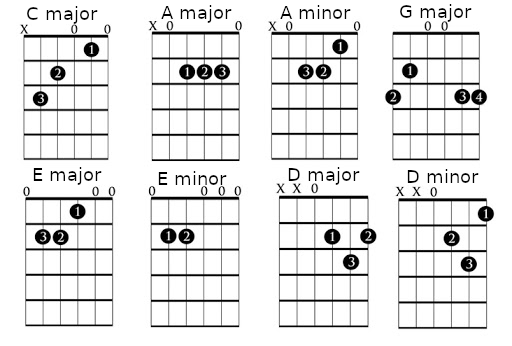 C major
X 0 0
1
2
3
A major
X 0 0
1 2 3
A minor
X 0 0
1
3 2
G major
0 0
1
2 3 4
E major
0 0 0
1
3 2
E minor
0 0 0 0
1 2
D major
X X 0
1 2
3
D minor
X X 0
1
2
3